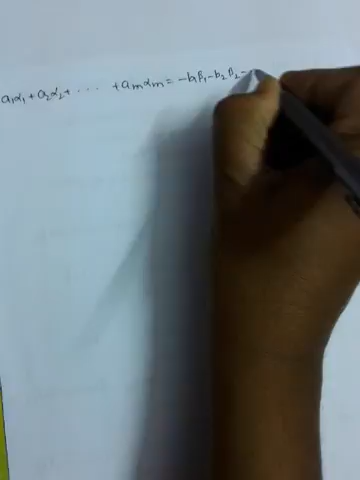 a₁α₁ + a₂α₂ + ··· + aₘαₘ = -b₁β₁ - b₂β₂ -